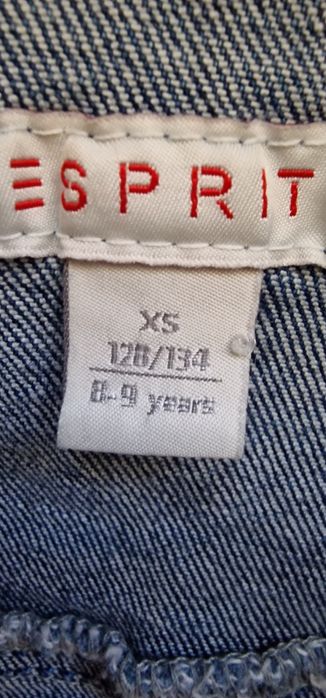 ESPRIT
XS
128/134
8-9 years